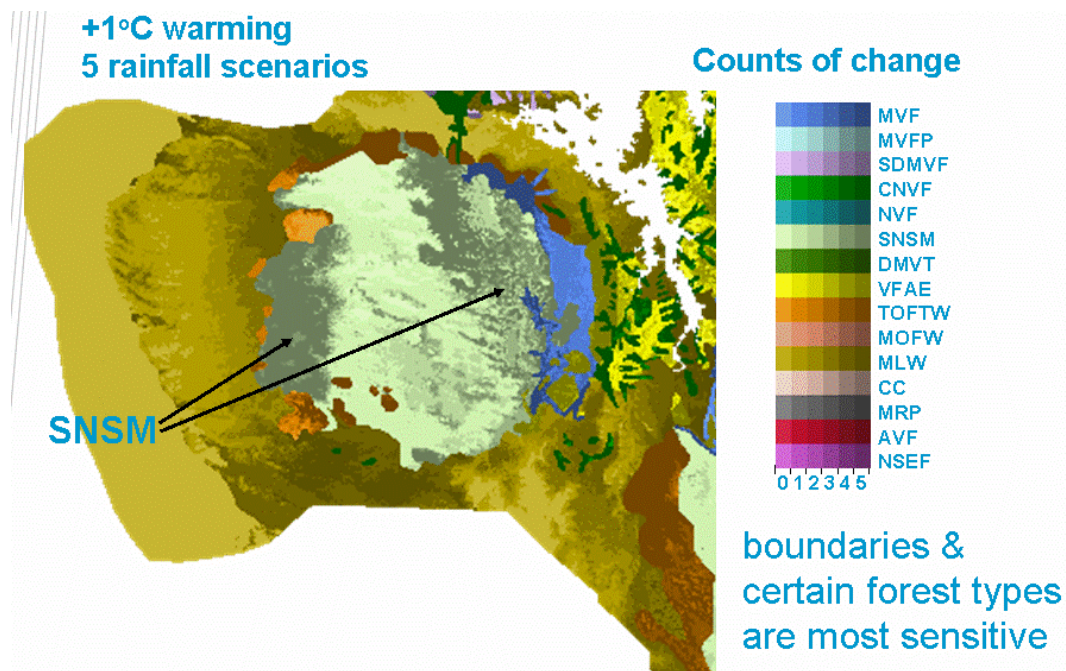 +1°C warming
5 rainfall scenarios
Counts of change
MVF
MVFP
SDMVF
CNVF
NVF
SNSM
DMVT
VFAE
TOFTW
MOFW
MLW
CC
MRP
AVF
NSEF
0 1 2 3 4 5
SNSM
boundaries &
certain forest types
are most sensitive